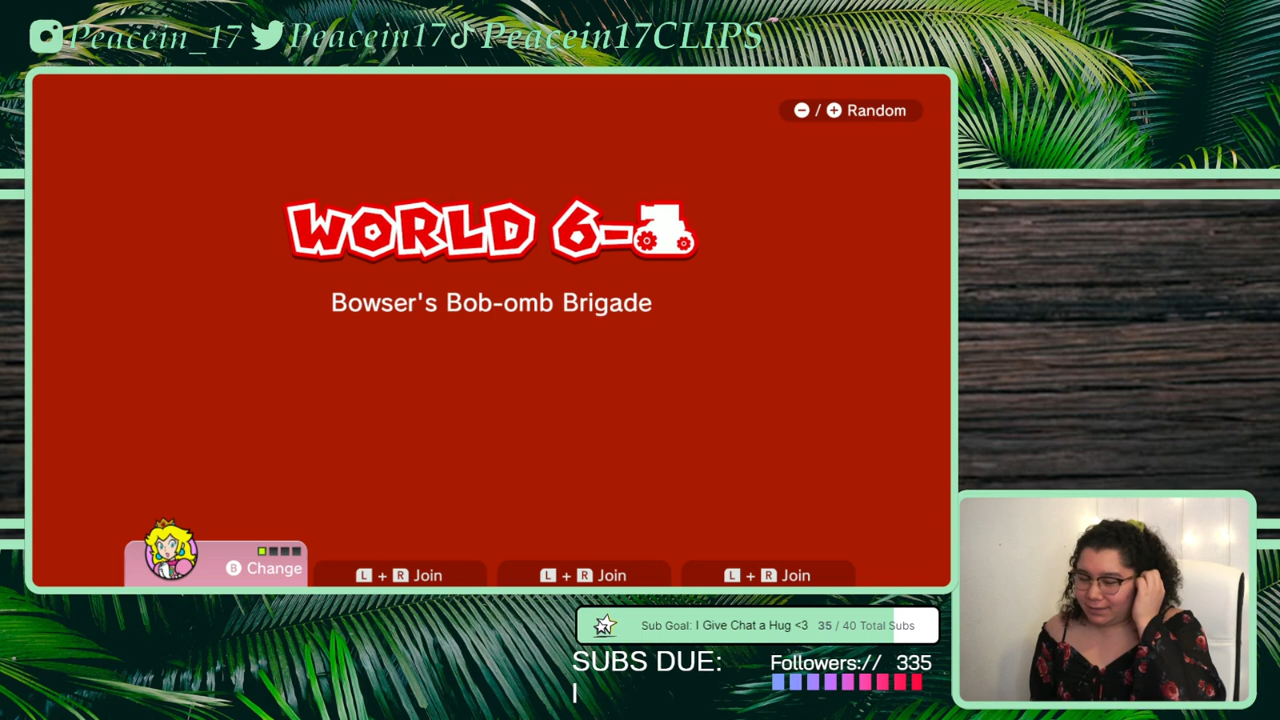 Peacein_17 Peacein17 Peacein17CLIPS
- / + Random
WORLD 6-
Bowser's Bob-omb Brigade
B Change
L + R Join
L + R Join
L + R Join
Sub Goal: I Give Chat a Hug <3 35 / 40 Total Subs
SUBS DUE:
Followers:// 335
I